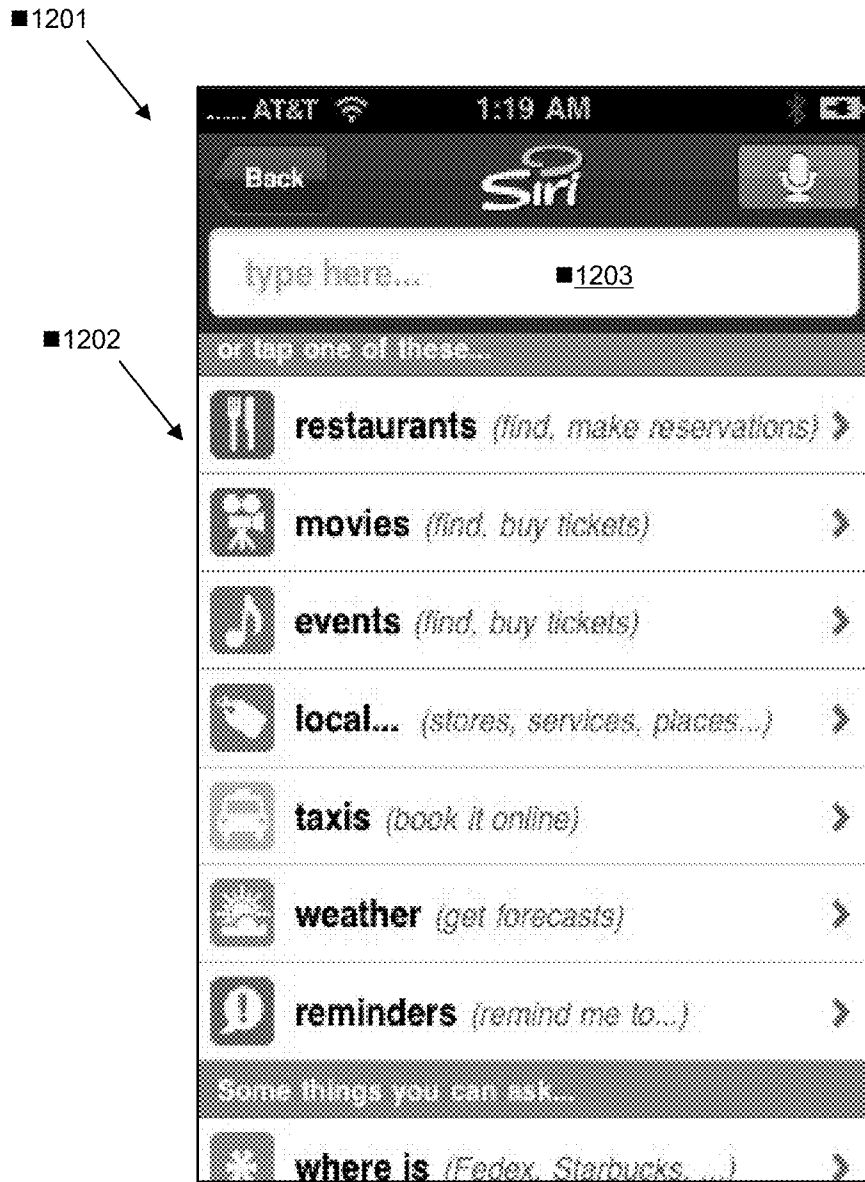 ■1201
...... AT&T 1:19 AM
Back Siri
type here... ■1203
■1202
or tap one of these...
restaurants (find, make reservations)
movies (find, buy tickets)
events (find, buy tickets)
local... (stores, services, places...)
taxis (book it online)
weather (get forecasts)
reminders (remind me to...)
Some things you can ask...
where is (Fedex, Starbucks, ...)